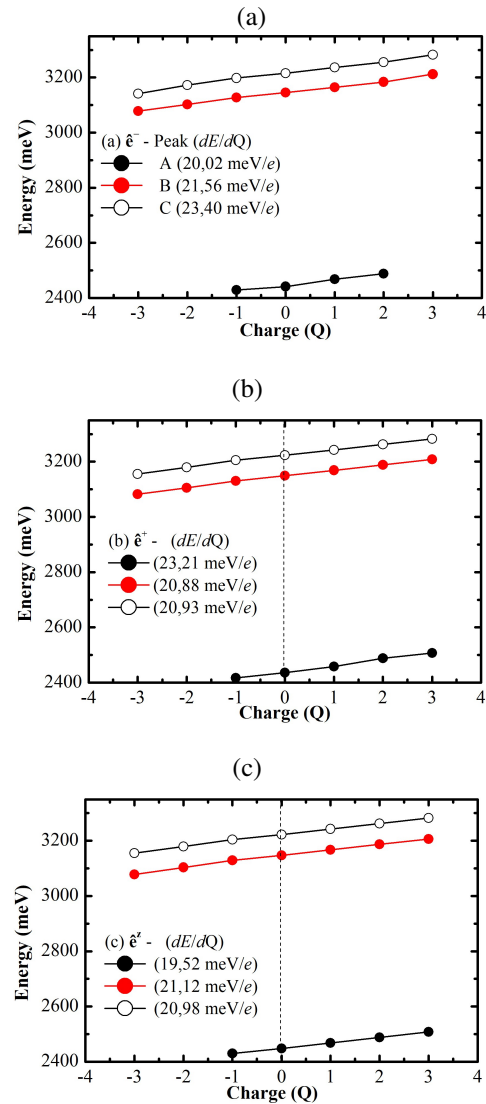 (a)
3200
3000
2800
2600
2400
Energy (meV)
(a) ê⁻ - Peak (dE/dQ)
A (20,02 meV/e)
B (21,56 meV/e)
C (23,40 meV/e)
-4 -3 -2 -1 0 1 2 3 4
Charge (Q)
(b)
3200
3000
2800
2600
2400
Energy (meV)
(b) ê⁺ - (dE/dQ)
(23,21 meV/e)
(20,88 meV/e)
(20,93 meV/e)
-4 -3 -2 -1 0 1 2 3 4
Charge (Q)
(c)
3200
3000
2800
2600
2400
Energy (meV)
(c) êᶻ - (dE/dQ)
(19,52 meV/e)
(21,12 meV/e)
(20,98 meV/e)
-4 -3 -2 -1 0 1 2 3 4
Charge (Q)